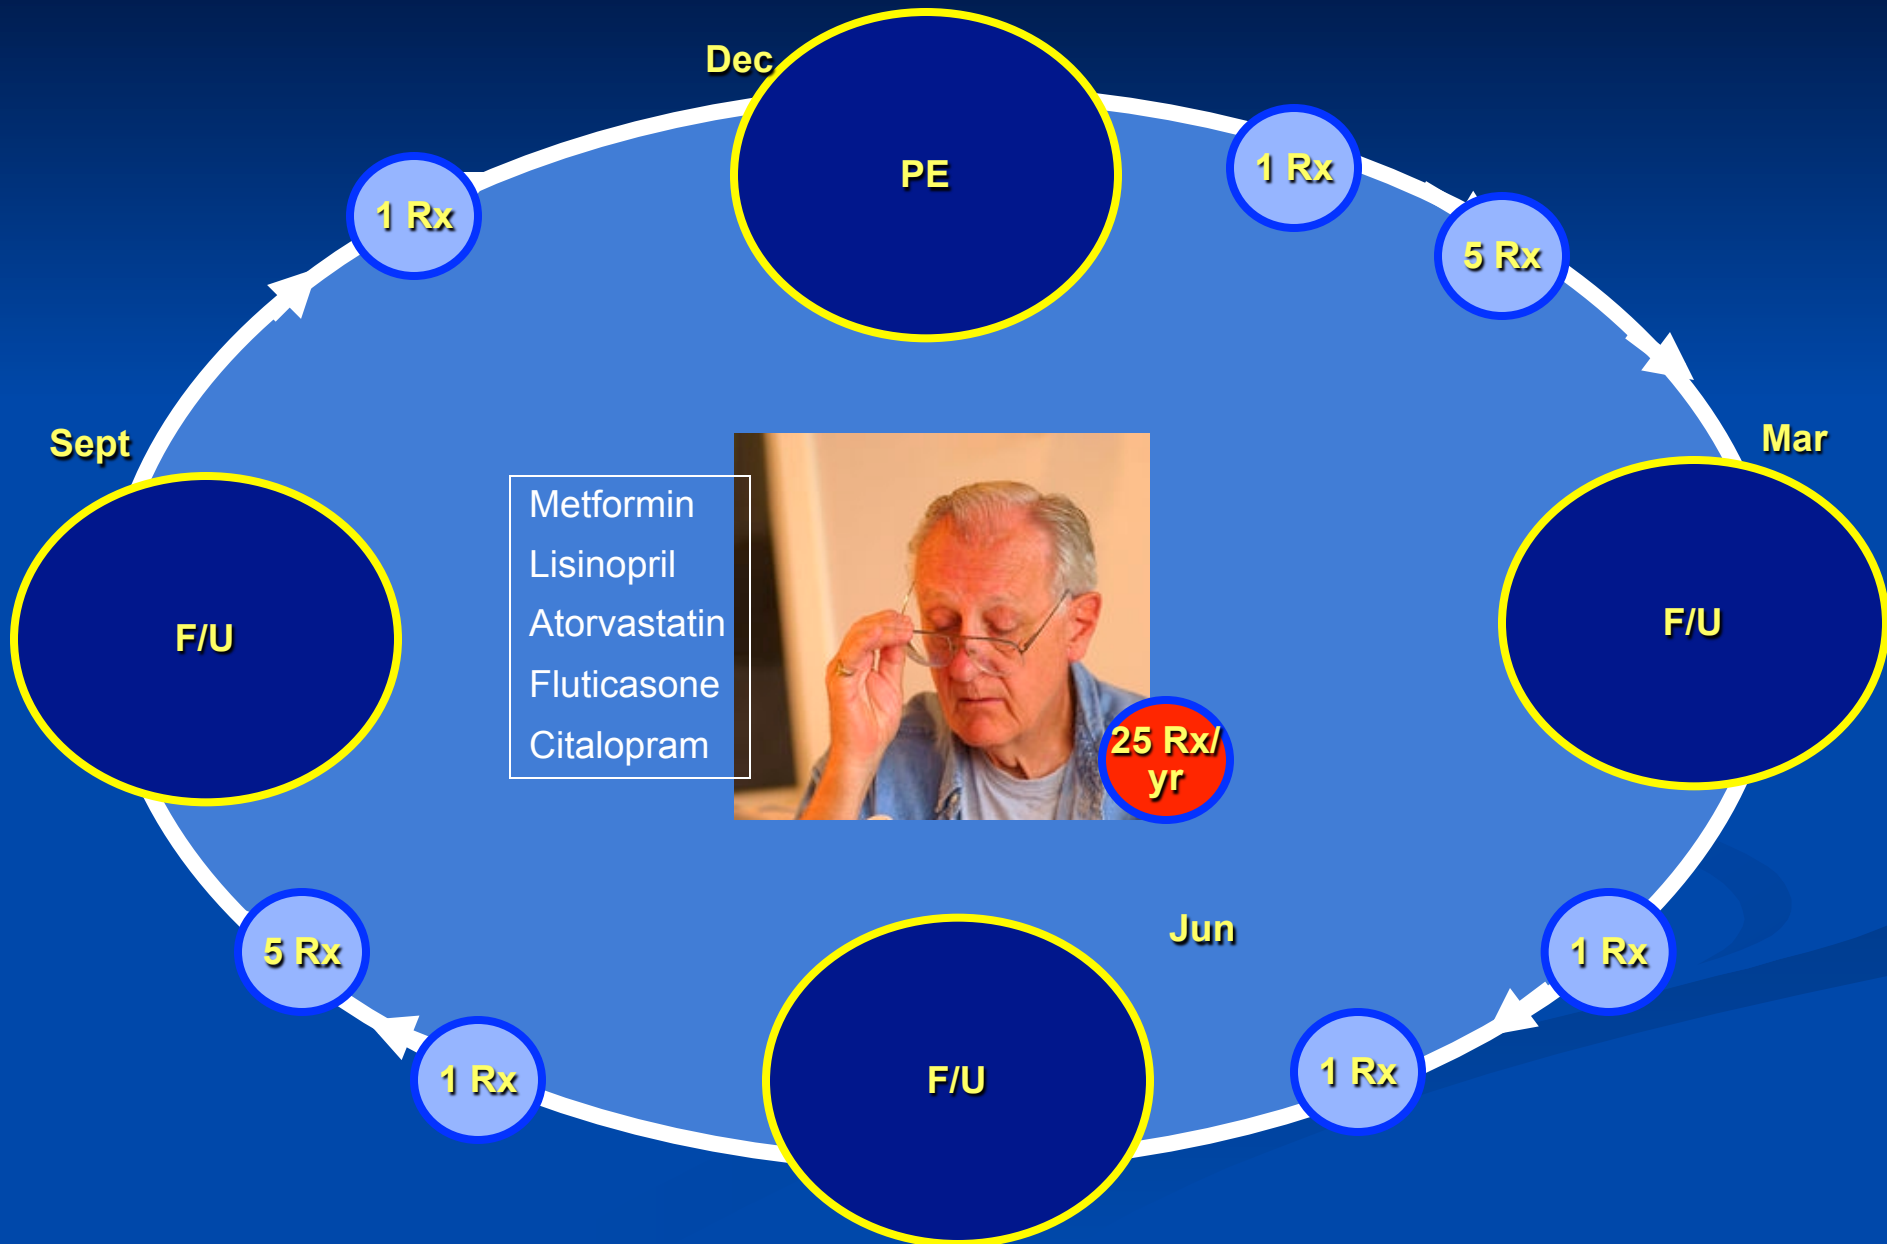 Dec
PE
1 Rx
1 Rx
5 Rx
Sept
Mar
Metformin
Lisinopril
Atorvastatin
Fluticasone
Citalopram
F/U
F/U
25 Rx/
yr
Jun
5 Rx
1 Rx
1 Rx
F/U
1 Rx